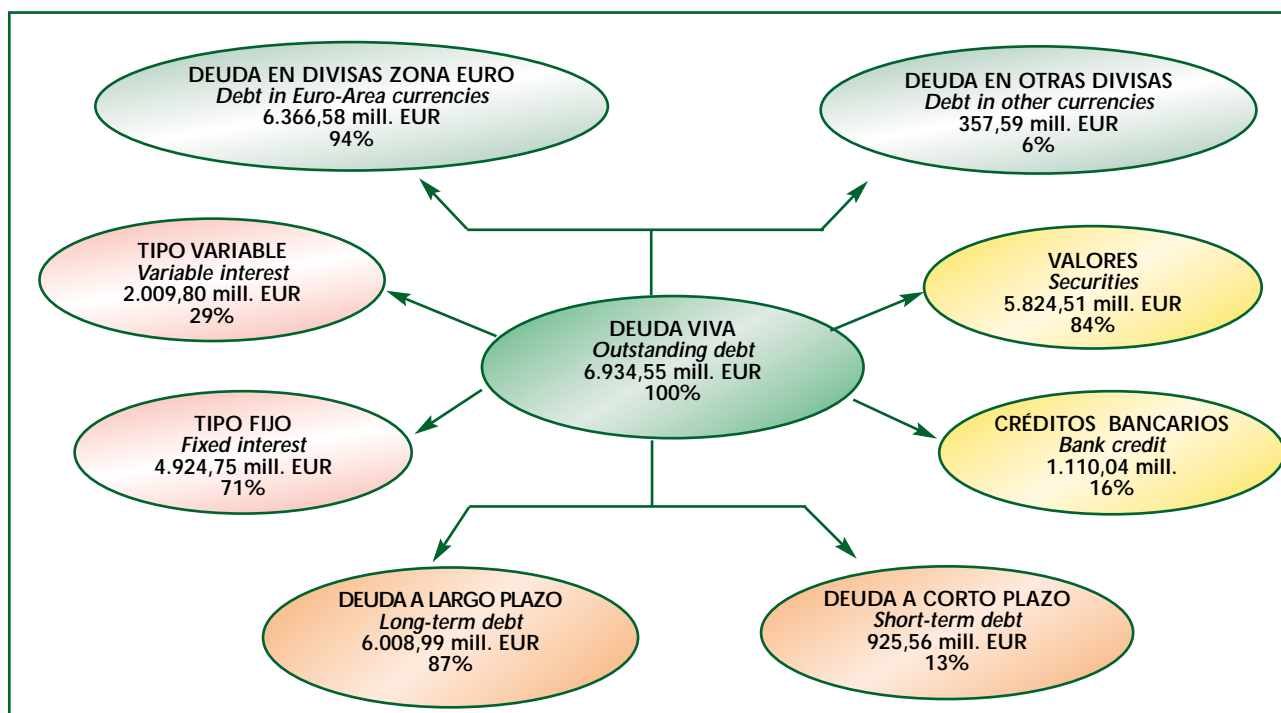 DEUDA EN DIVISAS ZONA EURO
Debt in Euro-Area currencies
6.366,58 mill. EUR
94%
DEUDA EN OTRAS DIVISAS
Debt in other currencies
357,59 mill. EUR
6%
TIPO VARIABLE
Variable interest
2.009,80 mill. EUR
29%
VALORES
Securities
5.824,51 mill. EUR
84%
DEUDA VIVA
Outstanding debt
6.934,55 mill. EUR
100%
TIPO FIJO
Fixed interest
4.924,75 mill. EUR
71%
CRÉDITOS BANCARIOS
Bank credit
1.110,04 mill.
16%
DEUDA A LARGO PLAZO
Long-term debt
6.008,99 mill. EUR
87%
DEUDA A CORTO PLAZO
Short-term debt
925,56 mill. EUR
13%